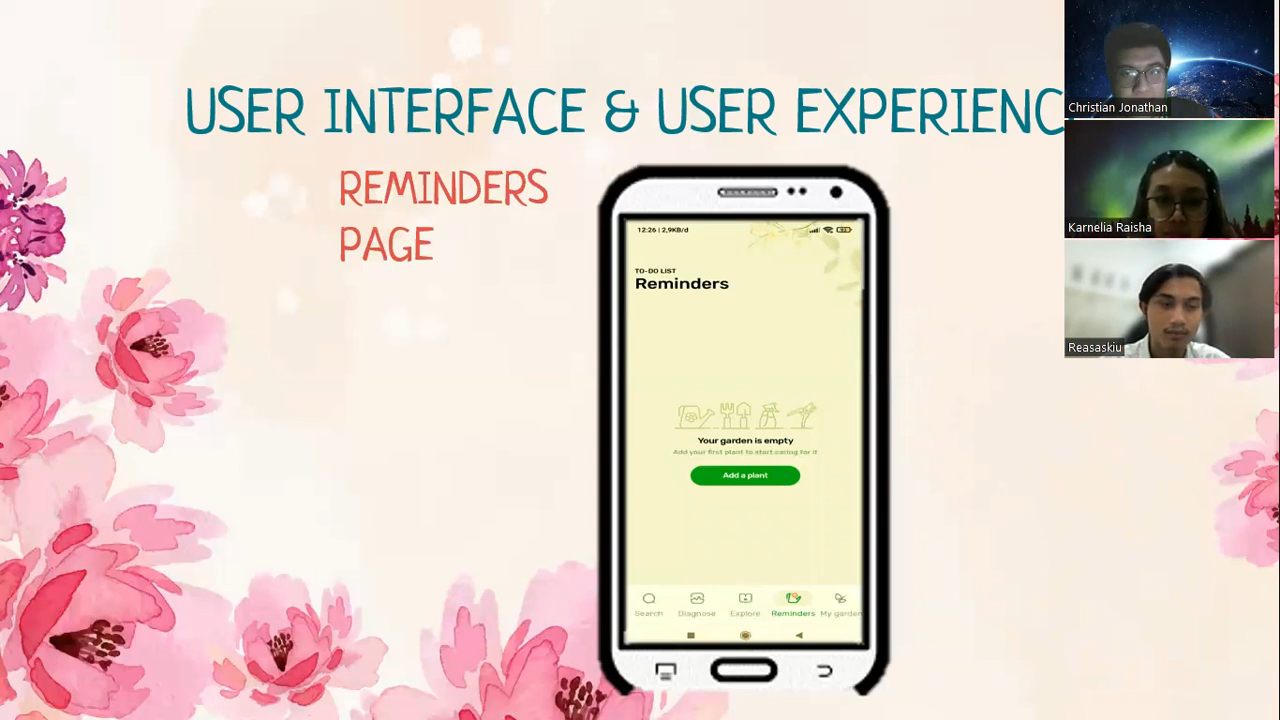 USER INTERFACE & USER EXPERIENC
REMINDERS
PAGE
12:26 | 2,9KB/d
TO-DO LIST
Reminders
Your garden is empty
Add your first plant to start caring for it
Add a plant
Search
Diagnose
Explore
Reminders
My garden
Christian Jonathan
Karnelia Raisha
Reasaskiu